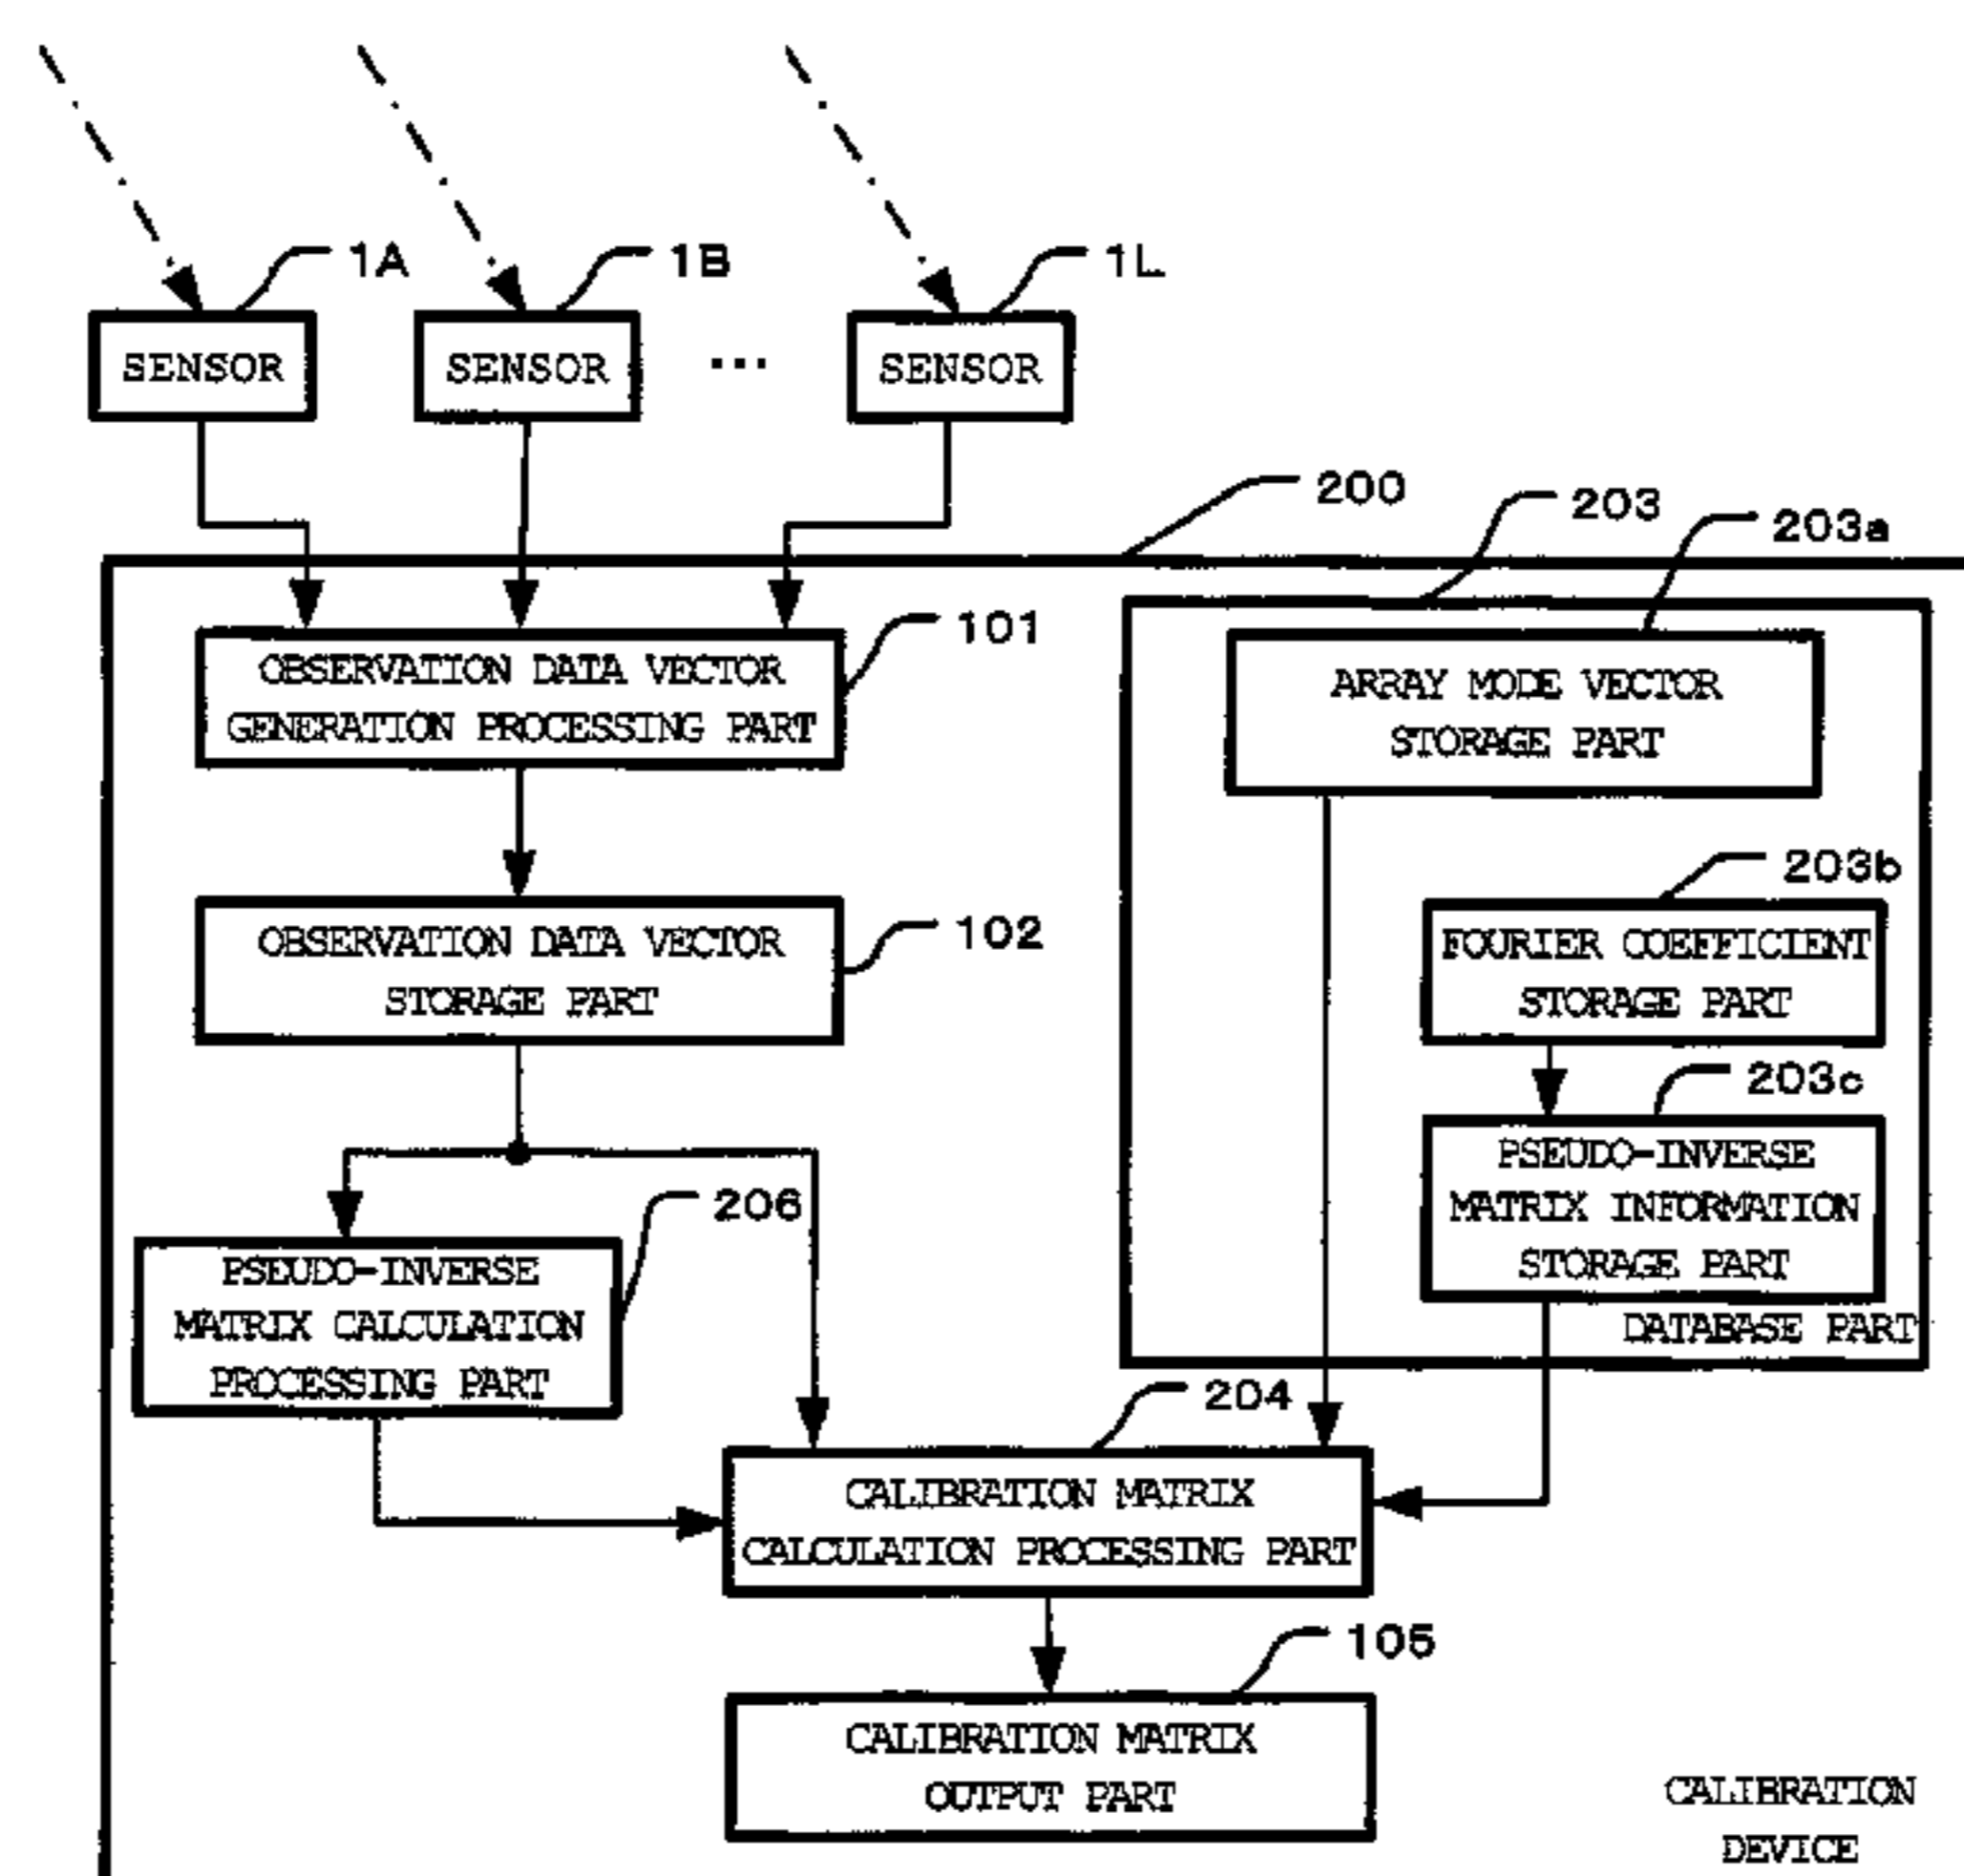 1A
1B
1L
SENSOR
SENSOR
...
SENSOR
200
203
203a
101
OBSERVATION DATA VECTOR
GENERATION PROCESSING PART
ARRAY MODE VECTOR
STORAGE PART
203b
102
OBSERVATION DATA VECTOR
STORAGE PART
FOURIER COEFFICIENT
STORAGE PART
203c
PSEUDO-INVERSE
MATRIX INFORMATION
STORAGE PART
DATABASE PART
206
PSEUDO-INVERSE
MATRIX CALCULATION
PROCESSING PART
204
CALIBRATION MATRIX
CALCULATION PROCESSING PART
105
CALIBRATION MATRIX
OUTPUT PART
CALIBRATION
DEVICE